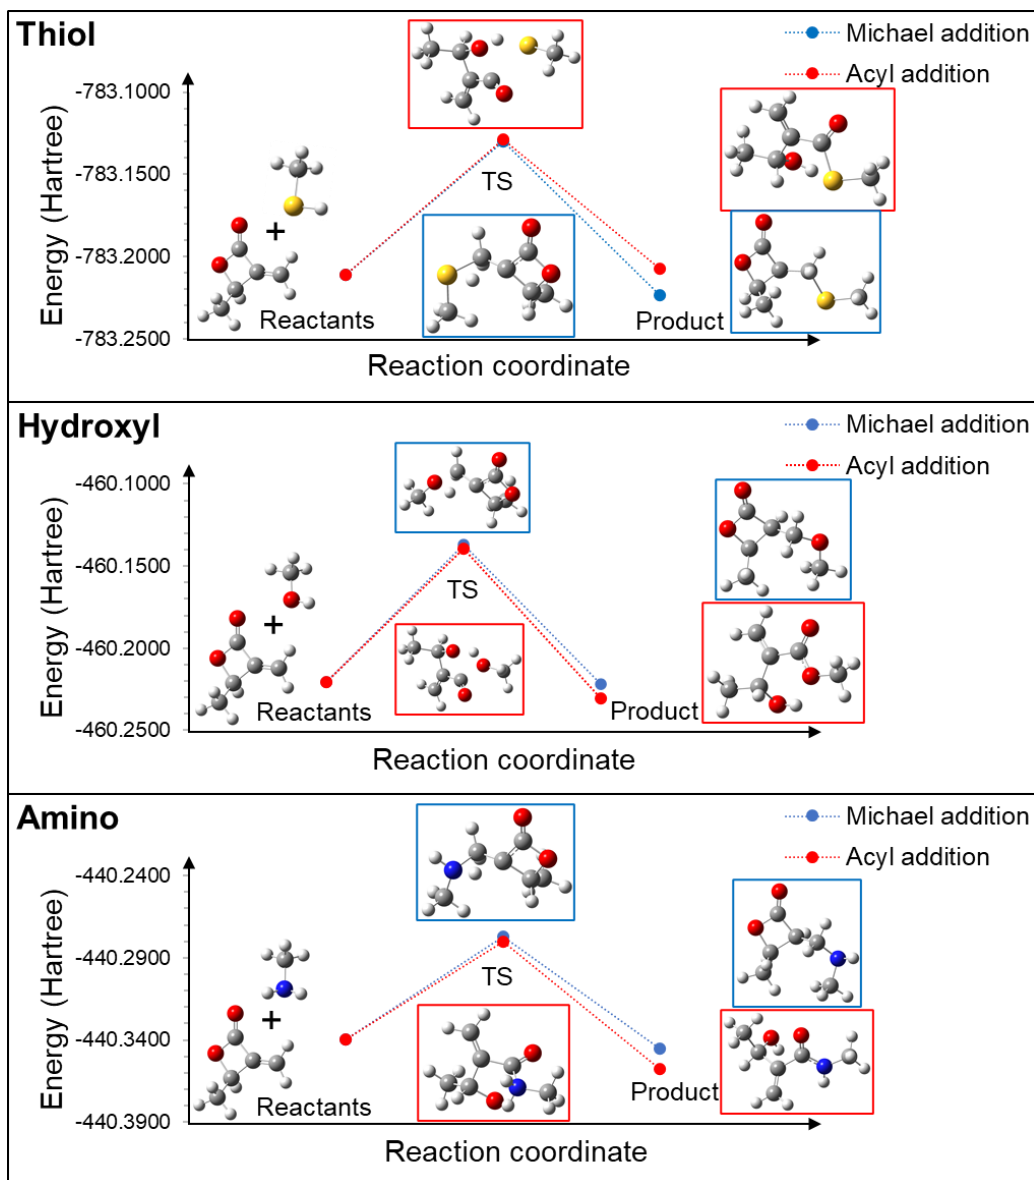 Thiol
Michael addition
Acyl addition
Energy (Hartree)
-783.1000
-783.1500
-783.2000
-783.2500
+
TS
Reactants
Product
Reaction coordinate
Hydroxyl
Michael addition
Acyl addition
Energy (Hartree)
-460.1000
-460.1500
-460.2000
-460.2500
+
TS
Reactants
Product
Reaction coordinate
Amino
Michael addition
Acyl addition
Energy (Hartree)
-440.2400
-440.2900
-440.3400
-440.3900
+
TS
Reactants
Product
Reaction coordinate